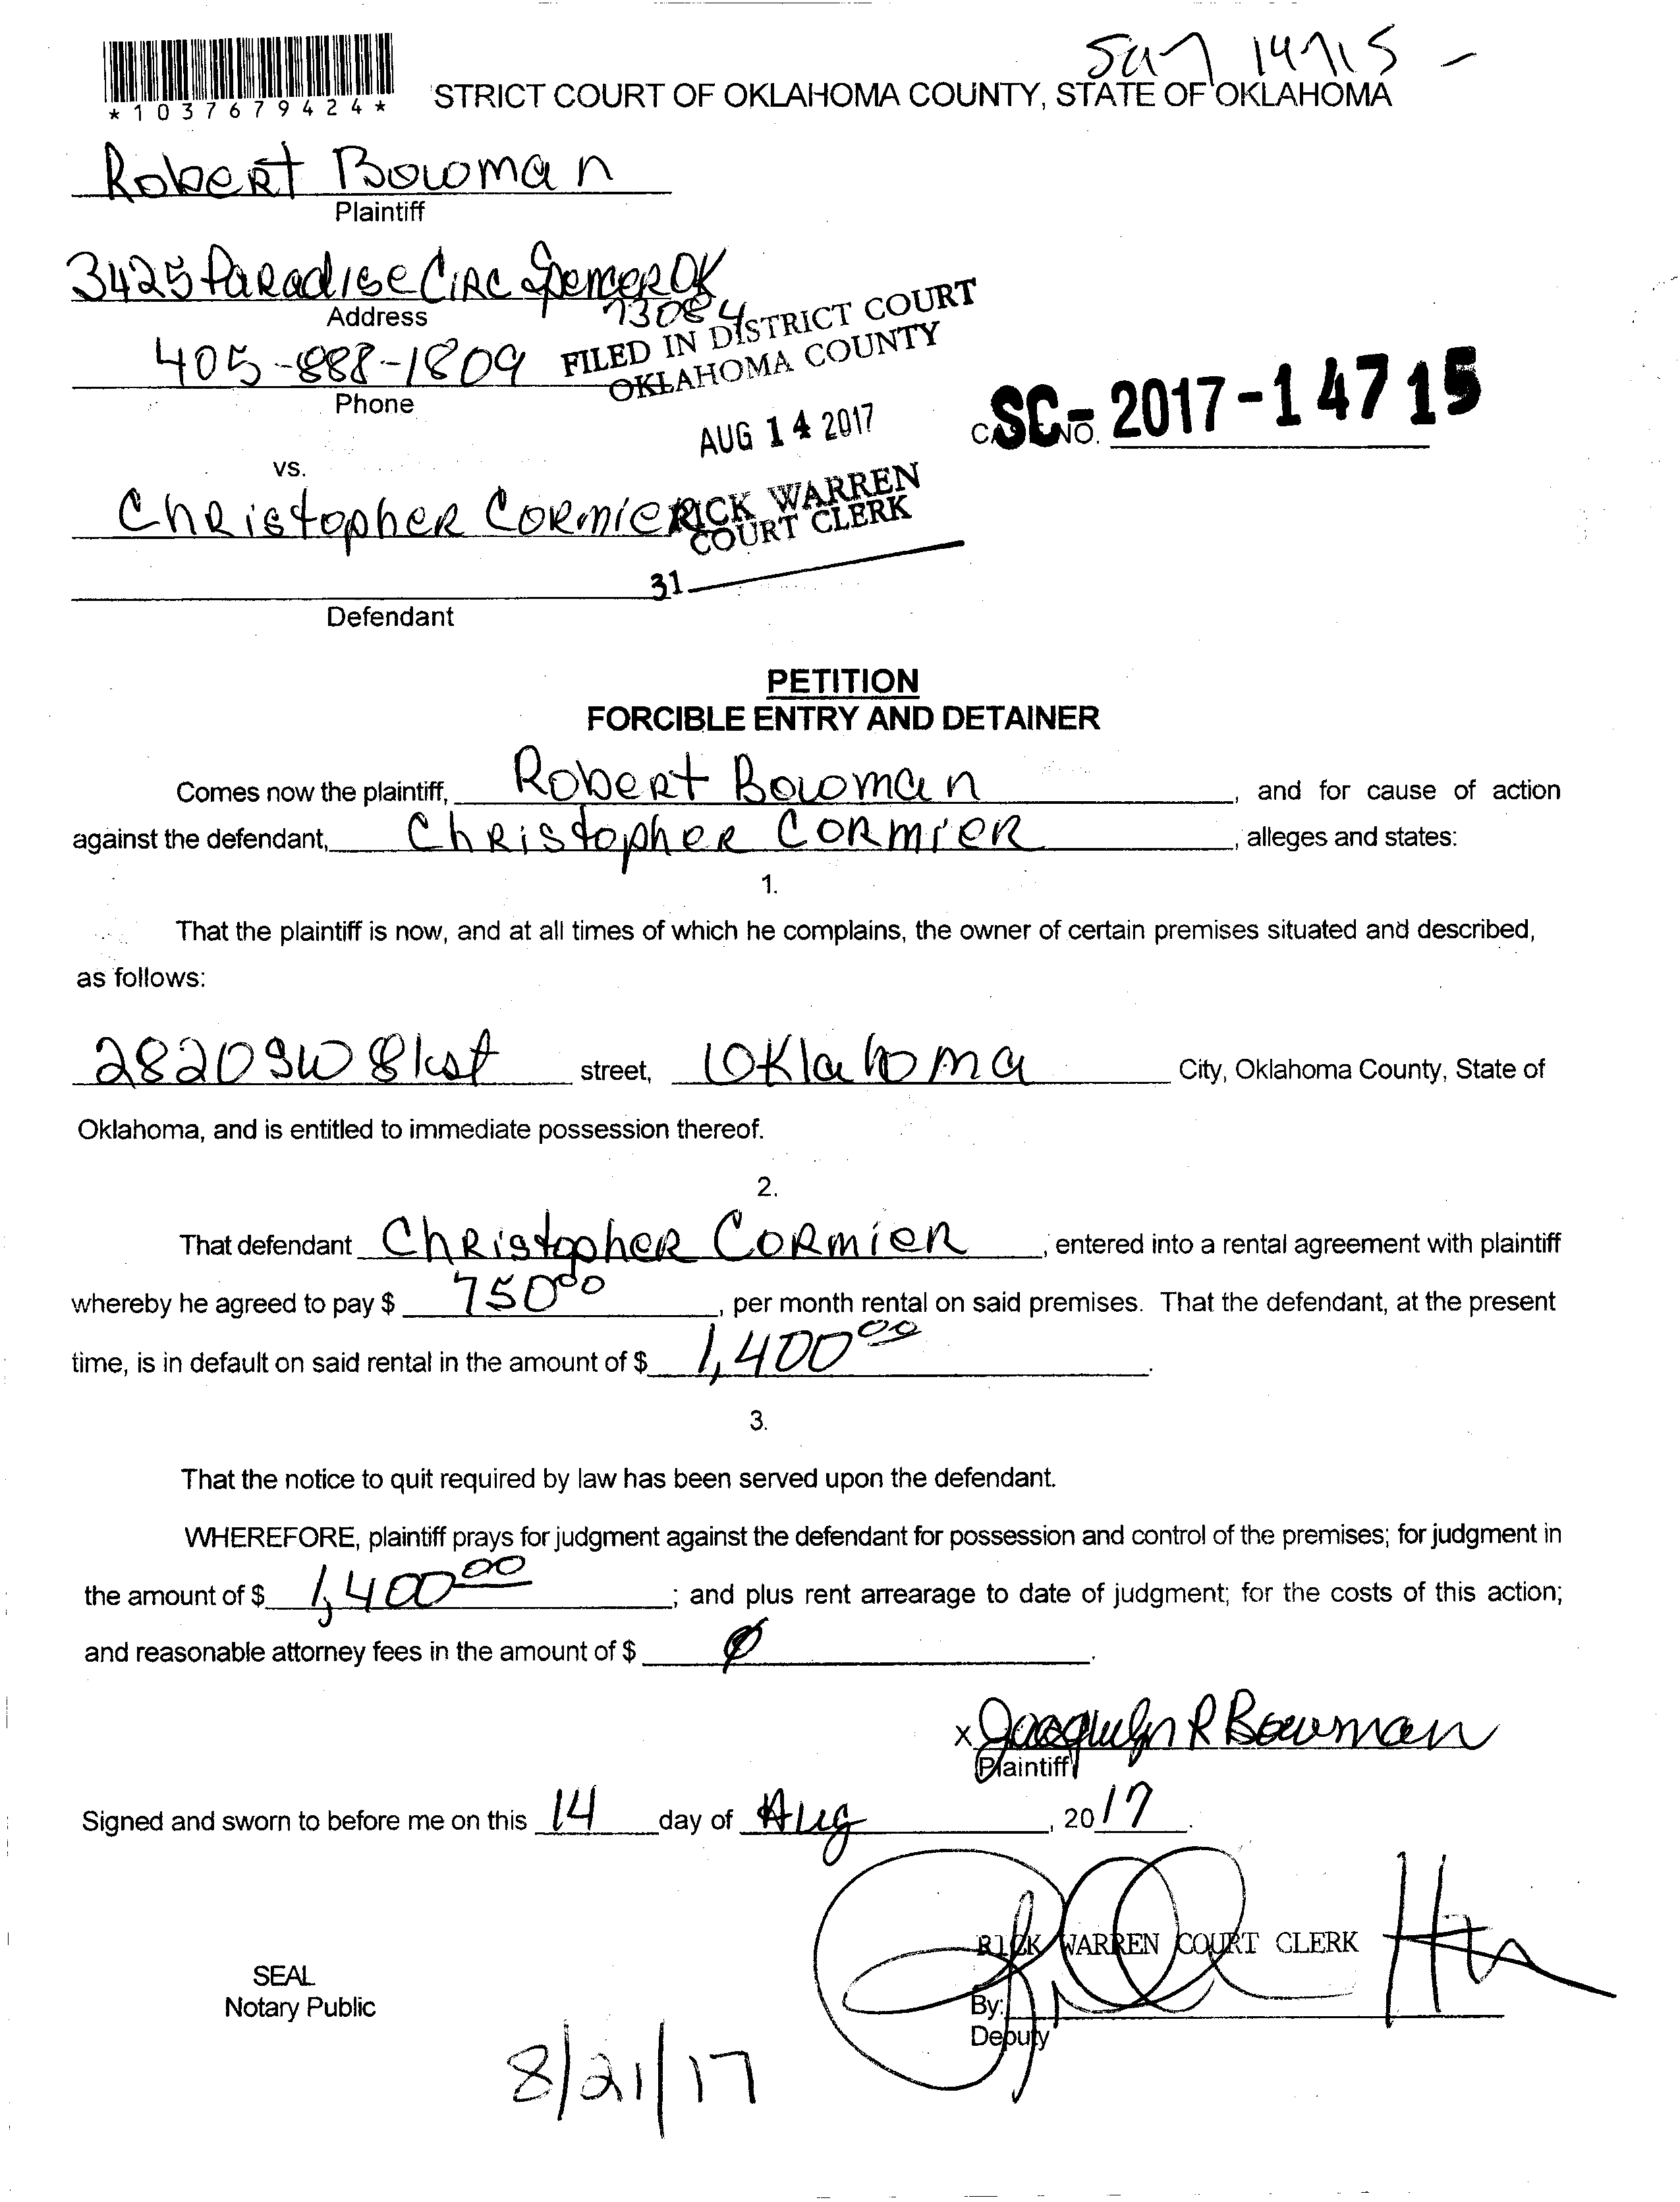 Sa7 14715 -
*1037679424*
STRICT COURT OF OKLAHOMA COUNTY, STATE OF OKLAHOMA
Robert Bowman
Plaintiff
3425 Paradise Circ Spencer OK
73084
Address
FILED IN DISTRICT COURT
OKLAHOMA COUNTY
405-888-1809
Phone
AUG 14 2017
CASE NO. SC-2017-14715
vs.
Christopher Cormier
RICK WARREN
COURT CLERK
31
Defendant
PETITION
FORCIBLE ENTRY AND DETAINER
Comes now the plaintiff, Robert Bowman, and for cause of action
against the defendant, Christopher Cormier, alleges and states:
1.
That the plaintiff is now, and at all times of which he complains, the owner of certain premises situated and described,
as follows:
2820 SW 81st street, Oklahoma City, Oklahoma County, State of
Oklahoma, and is entitled to immediate possession thereof.
2.
That defendant Christopher Cormier, entered into a rental agreement with plaintiff
whereby he agreed to pay $ 750 00, per month rental on said premises. That the defendant, at the present
time, is in default on said rental in the amount of $ 1,400 00.
3.
That the notice to quit required by law has been served upon the defendant.
WHEREFORE, plaintiff prays for judgment against the defendant for possession and control of the premises; for judgment in
the amount of $ 1,400 00; and plus rent arrearage to date of judgment; for the costs of this action;
and reasonable attorney fees in the amount of $ Ø.
x Jacquelyn R Bowman
Plaintiff
Signed and sworn to before me on this 14 day of Aug, 2017.
RICK WARREN COURT CLERK
SEAL
Notary Public
By:
Deputy
8/21/17